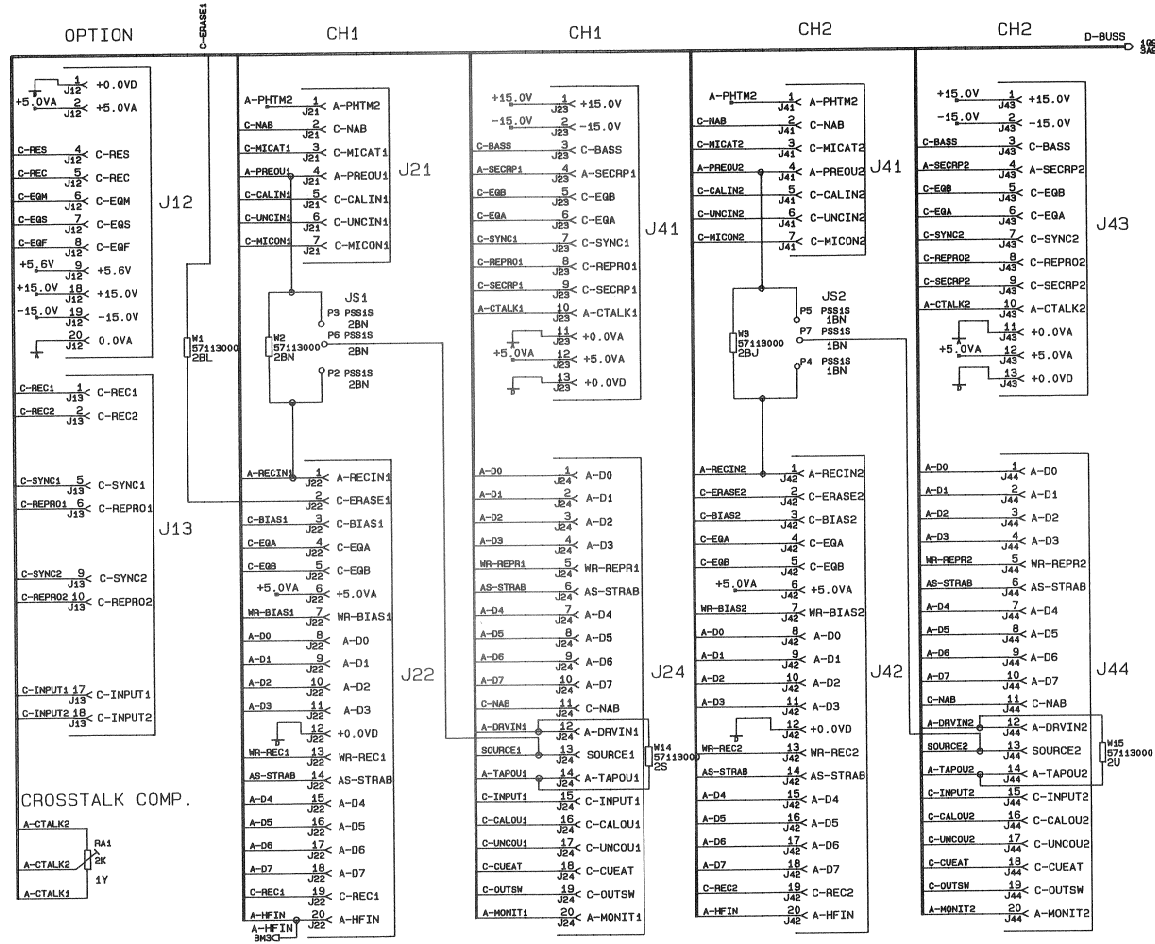 C-ERASE1
OPTION
CH1
CH1
CH2
CH2
D-BUSS
1 J12 +0.0VD
+5.0VA 2 J12 +5.0VA
C-RES 4 J12 C-RES
C-REC 5 J12 C-REC
C-EQM 6 J12 C-EQM
C-EQS 7 J12 C-EQS
C-EQF 8 J12 C-EQF
+5.6V 9 J12 +5.6V
+15.0V 18 J12 +15.0V
-15.0V 19 J12 -15.0V
20 J12 0.0VA
J12
C-REC1 1 J13 C-REC1
C-REC2 2 J13 C-REC2
C-SYNC1 5 J13 C-SYNC1
C-REPRO1 6 J13 C-REPRO1
C-SYNC2 9 J13 C-SYNC2
C-REPRO2 10 J13 C-REPRO2
C-INPUT1 17 J13 C-INPUT1
C-INPUT2 18 J13 C-INPUT2
J13
CROSSTALK COMP.
A-CTALK2
A-CTALK2
A-CTALK1
RA1
2K
1Y
W1
57113000
2BL
A-PHTM2 1 J21 A-PHTM2
C-NAB 2 J21 C-NAB
C-MICAT1 3 J21 C-MICAT1
A-PREOU1 4 J21 A-PREOU1
C-CALIN1 5 J21 C-CALIN1
C-UNCIN1 6 J21 C-UNCIN1
C-MICON1 7 J21 C-MICON1
J21
W2
57113000
2BN
JS1
P3 PSS1S
2BN
P6 PSS1S
2BN
P2 PSS1S
2BN
A-RECIN1 1 J22 A-RECIN1
2 J22 C-ERASE1
C-BIAS1 3 J22 C-BIAS1
C-EQA 4 J22 C-EQA
C-EQB 5 J22 C-EQB
+5.0VA 6 J22 +5.0VA
WR-BIAS1 7 J22 WR-BIAS1
A-D0 8 J22 A-D0
A-D1 9 J22 A-D1
A-D2 10 J22 A-D2
A-D3 11 J22 A-D3
12 J22 +0.0VD
WR-REC1 13 J22 WR-REC1
AS-STRAB 14 J22 AS-STRAB
A-D4 15 J22 A-D4
A-D5 16 J22 A-D5
A-D6 17 J22 A-D6
A-D7 18 J22 A-D7
C-REC1 19 J22 C-REC1
A-HFIN 20 J22 A-HFIN
A-HFIN
J22
+15.0V 1 J23 +15.0V
-15.0V 2 J23 -15.0V
C-BASS 3 J23 C-BASS
A-SECRP1 4 J23 A-SECRP1
C-EQB 5 J23 C-EQB
C-EQA 6 J23 C-EQA
C-SYNC1 7 J23 C-SYNC1
C-REPRO1 8 J23 C-REPRO1
C-SECRP1 9 J23 C-SECRP1
A-CTALK1 10 J23 A-CTALK1
11 J23 +0.0VA
+5.0VA 12 J23 +5.0VA
13 J23 +0.0VD
J41
A-D0 1 J24 A-D0
A-D1 2 J24 A-D1
A-D2 3 J24 A-D2
A-D3 4 J24 A-D3
WR-REPR1 5 J24 WR-REPR1
AS-STRAB 6 J24 AS-STRAB
A-D4 7 J24 A-D4
A-D5 8 J24 A-D5
A-D6 9 J24 A-D6
A-D7 10 J24 A-D7
C-NAB 11 J24 C-NAB
A-DRVIN1 12 J24 A-DRVIN1
SOURCE1 13 J24 SOURCE1
A-TAPOU1 14 J24 A-TAPOU1
C-INPUT1 15 J24 C-INPUT1
C-CALOU1 16 J24 C-CALOU1
C-UNCOU1 17 J24 C-UNCOU1
C-CUEAT 18 J24 C-CUEAT
C-OUTSW 19 J24 C-OUTSW
A-MONIT1 20 J24 A-MONIT1
J24
W14
57113000
2S
A-PHTM2 1 J41 A-PHTM2
C-NAB 2 J41 C-NAB
C-MICAT2 3 J41 C-MICAT2
A-PREOU2 4 J41 A-PREOU2
C-CALIN2 5 J41 C-CALIN2
C-UNCIN2 6 J41 C-UNCIN2
C-MICON2 7 J41 C-MICON2
J41
W3
57113000
2BJ
JS2
P5 PSS1S
1BN
P7 PSS1S
1BN
P4 PSS1S
1BN
A-RECIN2 1 J42 A-RECIN2
C-ERASE2 2 J42 C-ERASE2
C-BIAS2 3 J42 C-BIAS2
C-EQA 4 J42 C-EQA
C-EQB 5 J42 C-EQB
+5.0VA 6 J42 +5.0VA
WR-BIAS2 7 J42 WR-BIAS2
A-D0 8 J42 A-D0
A-D1 9 J42 A-D1
A-D2 10 J42 A-D2
A-D3 11 J42 A-D3
12 J42 +0.0VD
WR-REC2 13 J42 WR-REC2
AS-STRAB 14 J42 AS-STRAB
A-D4 15 J42 A-D4
A-D5 16 J42 A-D5
A-D6 17 J42 A-D6
A-D7 18 J42 A-D7
C-REC2 19 J42 C-REC2
A-HFIN 20 J42 A-HFIN
J42
+15.0V 1 J43 +15.0V
-15.0V 2 J43 -15.0V
C-BASS 3 J43 C-BASS
A-SECRP2 4 J43 A-SECRP2
C-EQB 5 J43 C-EQB
C-EQA 6 J43 C-EQA
C-SYNC2 7 J43 C-SYNC2
C-REPRO2 8 J43 C-REPRO2
C-SECRP2 9 J43 C-SECRP2
A-CTALK2 10 J43 A-CTALK2
11 J43 +0.0VA
+5.0VA 12 J43 +5.0VA
13 J43 +0.0VD
J43
A-D0 1 J44 A-D0
A-D1 2 J44 A-D1
A-D2 3 J44 A-D2
A-D3 4 J44 A-D3
WR-REPR2 5 J44 WR-REPR2
AS-STRAB 6 J44 AS-STRAB
A-D4 7 J44 A-D4
A-D5 8 J44 A-D5
A-D6 9 J44 A-D6
A-D7 10 J44 A-D7
C-NAB 11 J44 C-NAB
A-DRVIN2 12 J44 A-DRVIN2
SOURCE2 13 J44 SOURCE2
A-TAPOU2 14 J44 A-TAPOU2
C-INPUT2 15 J44 C-INPUT2
C-CALOU2 16 J44 C-CALOU2
C-UNCOU2 17 J44 C-UNCOU2
C-CUEAT 18 J44 C-CUEAT
C-OUTSW 19 J44 C-OUTSW
A-MONIT2 20 J44 A-MONIT2
J44
W15
57113000
2U